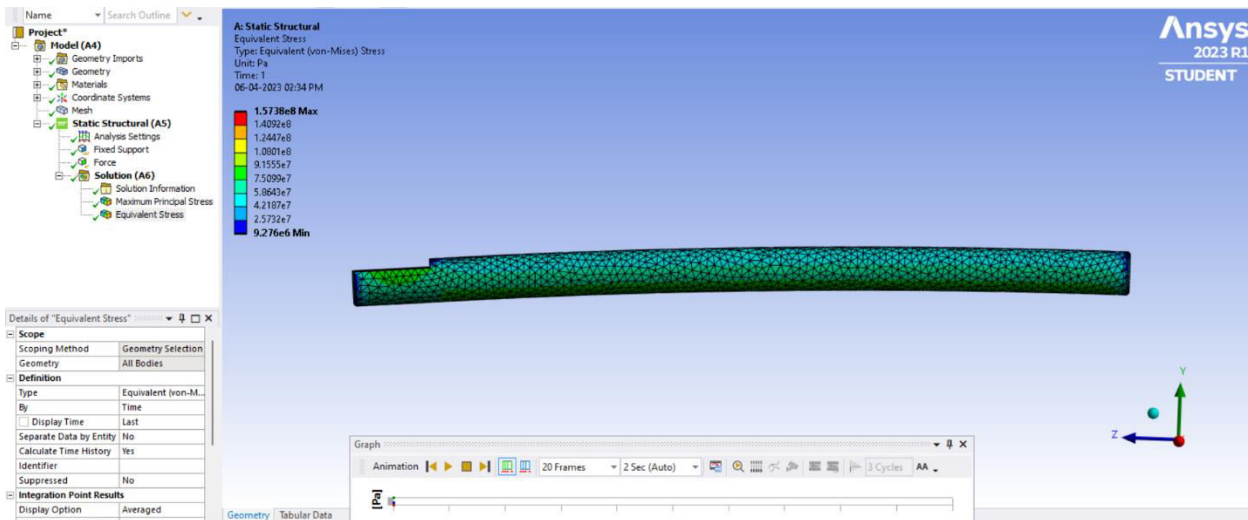 Name Search Outline
Project*
Model (A4)
Geometry Imports
Geometry
Materials
Coordinate Systems
Mesh
Static Structural (A5)
Analysis Settings
Fixed Support
Force
Solution (A6)
Solution Information
Maximum Principal Stress
Equivalent Stress
Details of "Equivalent Stress"
Scope
Scoping Method Geometry Selection
Geometry All Bodies
Definition
Type Equivalent (von-M...
By Time
Display Time Last
Separate Data by Entity No
Calculate Time History Yes
Identifier
Suppressed No
Integration Point Results
Display Option Averaged
A: Static Structural
Equivalent Stress
Type: Equivalent (von-Mises) Stress
Unit: Pa
Time: 1
06-04-2023 02:34 PM
1.5738e8 Max
1.4092e8
1.2447e8
1.0801e8
9.1555e7
7.5099e7
5.8643e7
4.2187e7
2.5732e7
9.276e6 Min
Ansys
2023 R1
STUDENT
Y
Z
Graph
Animation 20 Frames 2 Sec (Auto) 3 Cycles AA
[Pa]
Geometry Tabular Data